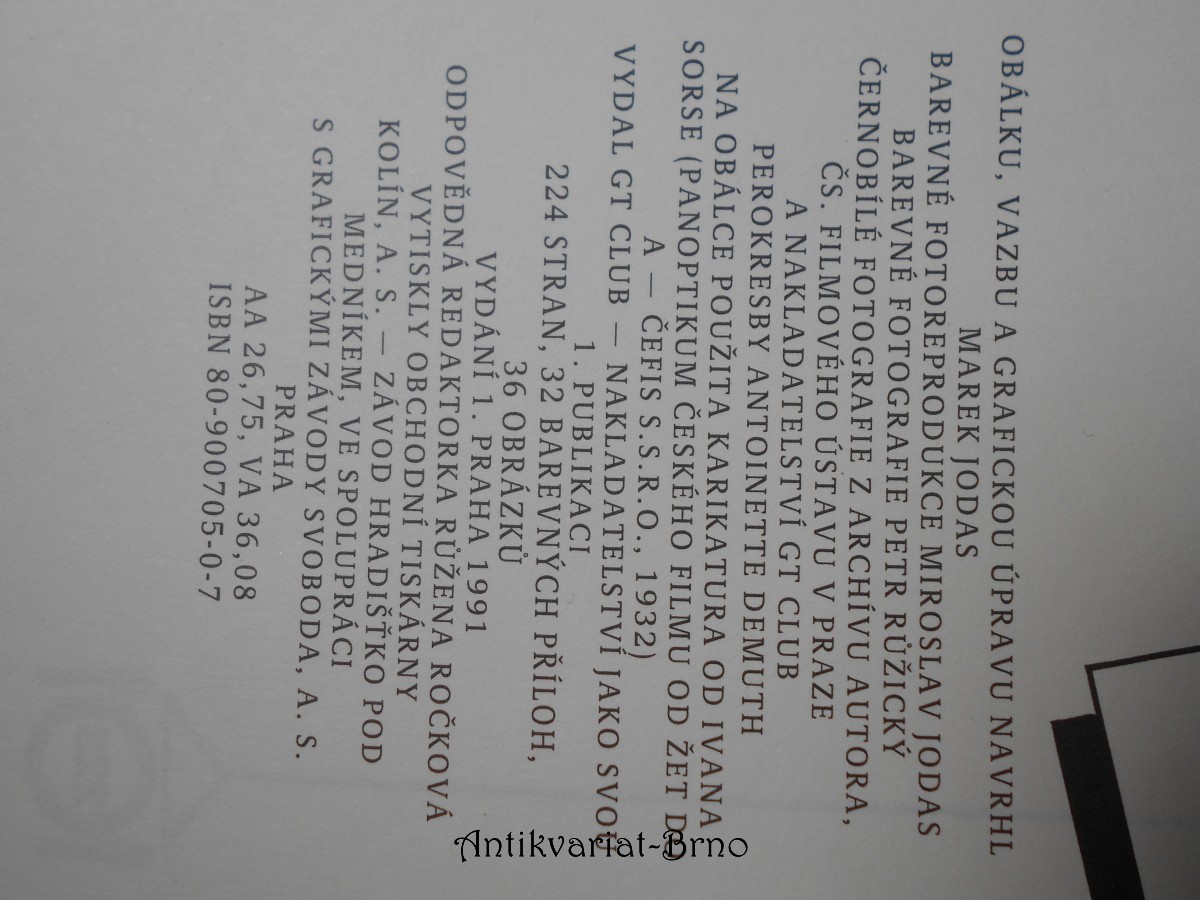 OBÁLKU, VAZBU A GRAFICKOU ÚPRAVU NAVRHL
MAREK JODAS
BAREVNÉ FOTOREPRODUKCE MIROSLAV JODAS
BAREVNÉ FOTOGRAFIE PETR RŮŽICKÝ
ČERNOBÍLÉ FOTOGRAFIE Z ARCHÍVU AUTORA,
ČS. FILMOVÉHO ÚSTAVU V PRAZE
A NAKLADATELSTVÍ GT CLUB
PEROKRESBY ANTOINETTE DEMUTH
NA OBÁLCE POUŽITA KARIKATURA OD IVANA
SORSE (PANOPTIKUM ČESKÉHO FILMU OD ŽET DO
A — ČEFIS S.S.R.O., 1932)
VYDAL GT CLUB — NAKLADATELSTVÍ JAKO SVOU
1. PUBLIKACI
224 STRAN, 32 BAREVNÝCH PŘÍLOH,
36 OBRÁZKŮ
VYDÁNÍ 1. PRAHA 1991
ODPOVĚDNÁ REDAKTORKA RŮŽENA ROČKOVÁ
VYTISKLY OBCHODNÍ TISKÁRNY
KOLÍN, A. S. — ZÁVOD HRADIŠŤKO POD
MEDNÍKEM, VE SPOLUPRÁCI
S GRAFICKÝMI ZÁVODY SVOBODA, A. S.
PRAHA
AA 26,75, VA 36,08
ISBN 80-900705-0-7
Antikvariat-Brno